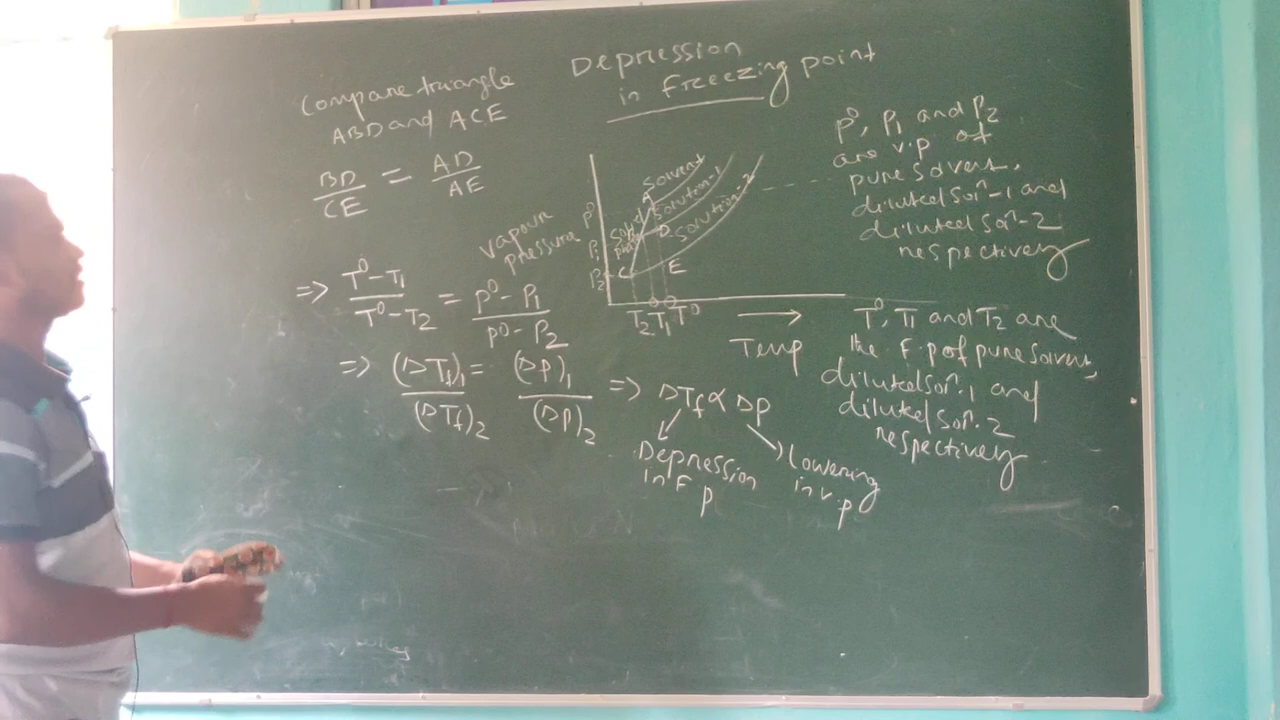 Depression
in Freezing point
Compare triangle
ABD and ACE
BD/CE = AD/AE
=> T⁰-T₁/T⁰-T₂ = p⁰-P₁/p⁰-P₂
=> (ΔTf)₁/(ΔTf)₂ = (Δp)₁/(Δp)₂ => ΔTf ∝ Δp
Depression
in F.p
Lowering
in v.p
Vapour
pressure
p⁰
P₁
P₂
Solvent
Solution-1
Solution-2
A
D
C
E
T₂ T₁ T⁰
Temp
p⁰, P₁ and P₂
are v.p of
pure solvent,
diluted solⁿ-1 and
diluted solⁿ-2
respectively
T⁰, T₁ and T₂ are
the F.p of pure solvent,
diluted solⁿ.1 and
diluted solⁿ.2
respectively